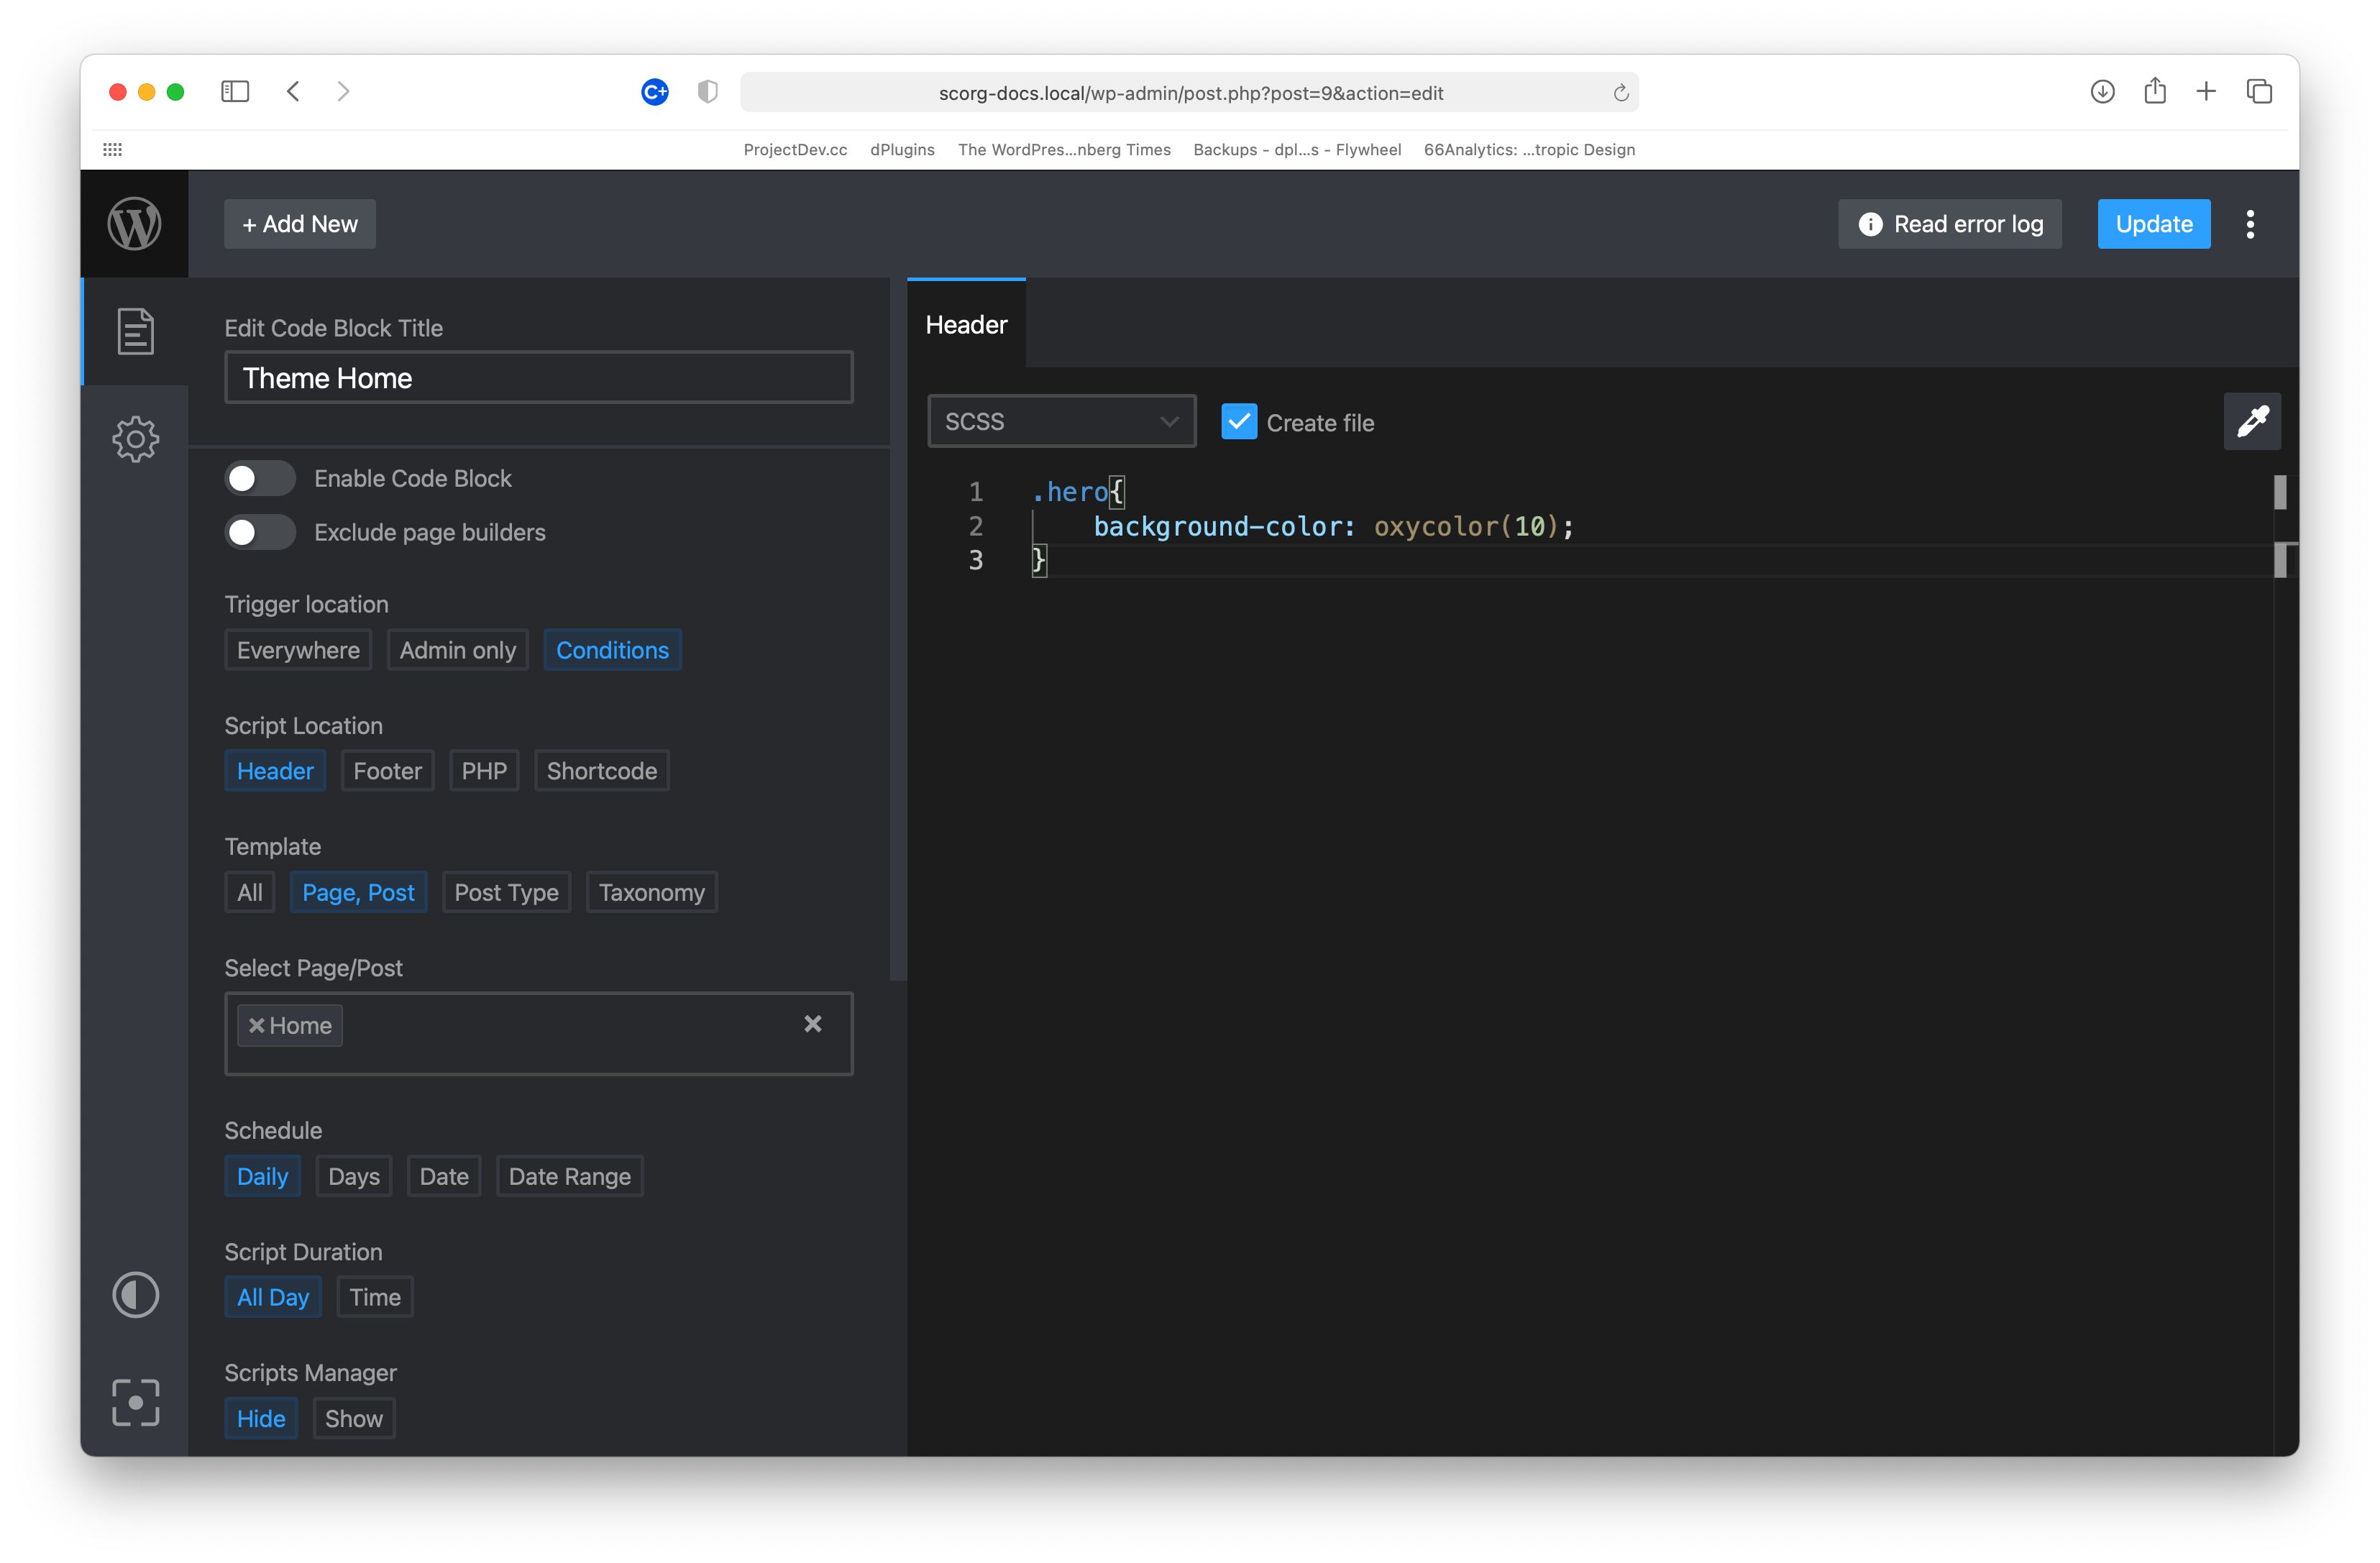 scorg-docs.local/wp-admin/post.php?post=9&action=edit
ProjectDev.cc dPlugins The WordPres...nberg Times Backups - dpl...s - Flywheel 66Analytics: ...tropic Design
+ Add New
Read error log
Update
Edit Code Block Title
Theme Home
Enable Code Block
Exclude page builders
Trigger location
Everywhere Admin only Conditions
Script Location
Header Footer PHP Shortcode
Template
All Page, Post Post Type Taxonomy
Select Page/Post
×Home ×
Schedule
Daily Days Date Date Range
Script Duration
All Day Time
Scripts Manager
Hide Show
Header
SCSS Create file
1 .hero{
2 background-color: oxycolor(10);
3 }